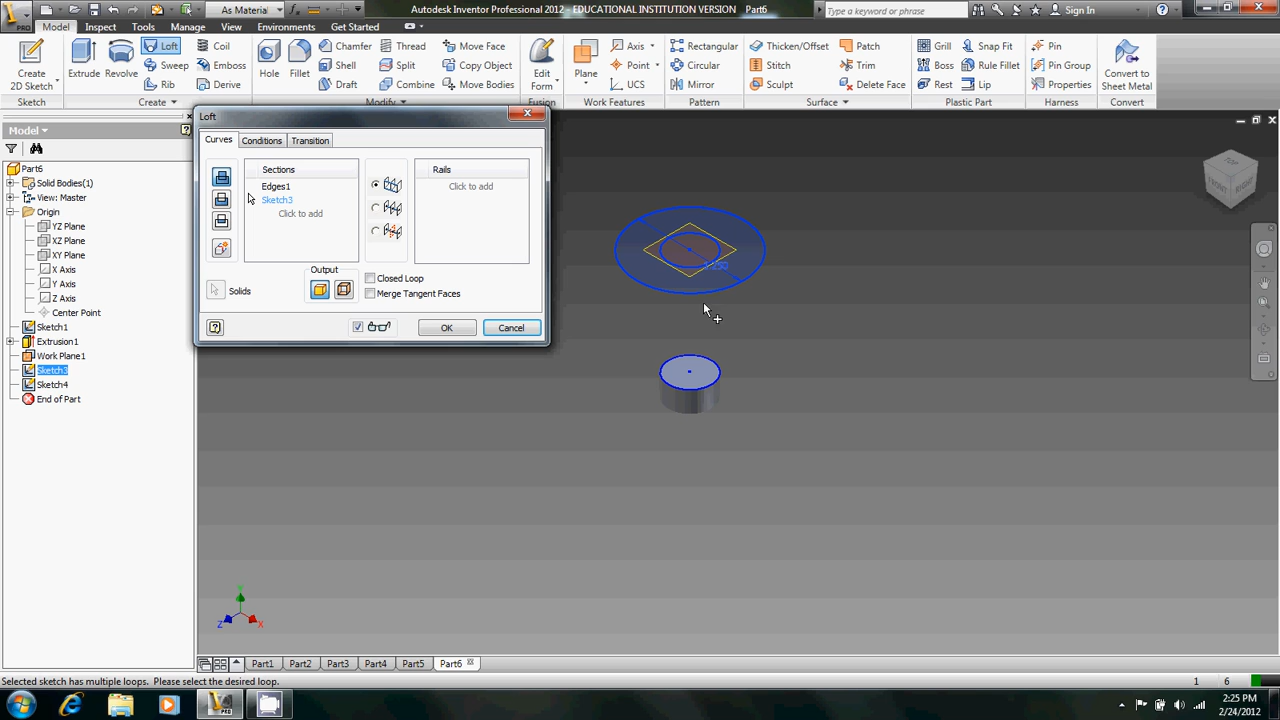 PRO
As Material
Autodesk Inventor Professional 2012 - EDUCATIONAL INSTITUTION VERSION Part6
Type a keyword or phrase
Sign In
Model Inspect Tools Manage View Environments Get Started
Loft Coil Chamfer Thread Move Face Axis Rectangular Thicken/Offset Patch Grill Snap Fit Pin
Create
2D Sketch
Extrude Revolve Sweep Emboss Hole Fillet Shell Split Copy Object Edit
Form
Plane Point Circular Stitch Trim Boss Rule Fillet Pin Group Convert to
Sheet Metal
Rib Derive Draft Combine Move Bodies UCS Mirror Sculpt Delete Face Rest Lip Properties
Sketch Create Modify Fusion Work Features Pattern Surface Plastic Part Harness Convert
Model
Part6
Solid Bodies(1)
View: Master
Origin
YZ Plane
XZ Plane
XY Plane
X Axis
Y Axis
Z Axis
Center Point
Sketch1
Extrusion1
Work Plane1
Sketch3
Sketch4
End of Part
Loft
Curves Conditions Transition
Sections Rails
Edges1 Click to add
Sketch3
Click to add
Output
Closed Loop
Solids
Merge Tangent Faces
OK Cancel
TOP
FRONT RIGHT
Y
Z X
Part1 Part2 Part3 Part4 Part5 Part6
Selected sketch has multiple loops. Please select the desired loop. 1 6
PRO
2:25 PM
2/24/2012